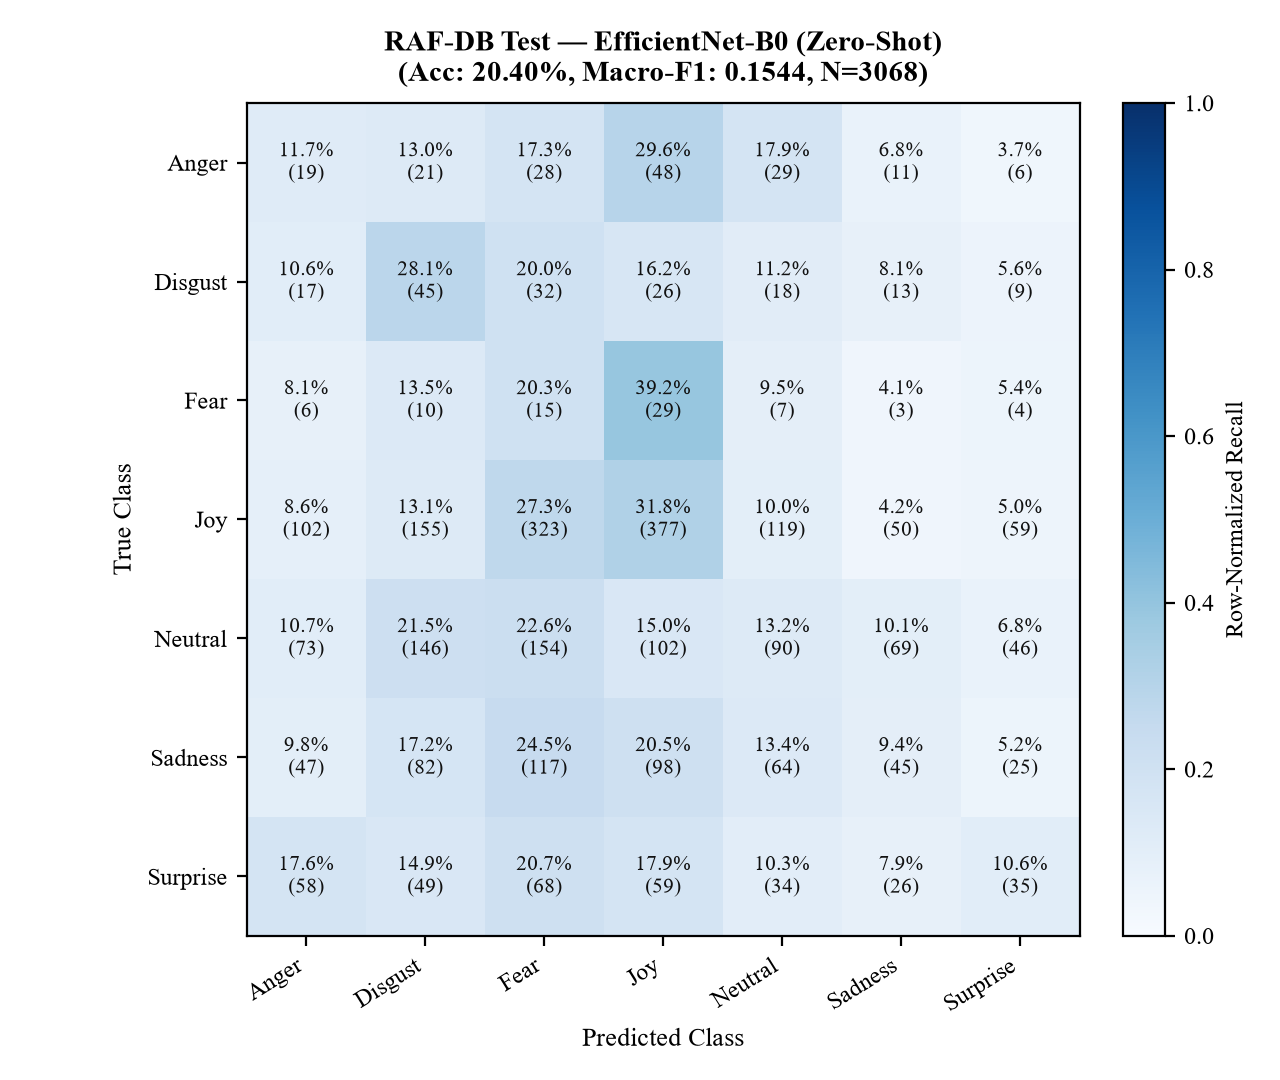 RAF-DB Test — EfficientNet-B0 (Zero-Shot)
(Acc: 20.40%, Macro-F1: 0.1544, N=3068)
True Class
Anger
11.7% 13.0% 17.3% 29.6% 17.9% 6.8% 3.7%
(19) (21) (28) (48) (29) (11) (6)
Disgust
10.6% 28.1% 20.0% 16.2% 11.2% 8.1% 5.6%
(17) (45) (32) (26) (18) (13) (9)
Fear
8.1% 13.5% 20.3% 39.2% 9.5% 4.1% 5.4%
(6) (10) (15) (29) (7) (3) (4)
Joy
8.6% 13.1% 27.3% 31.8% 10.0% 4.2% 5.0%
(102) (155) (323) (377) (119) (50) (59)
Neutral
10.7% 21.5% 22.6% 15.0% 13.2% 10.1% 6.8%
(73) (146) (154) (102) (90) (69) (46)
Sadness
9.8% 17.2% 24.5% 20.5% 13.4% 9.4% 5.2%
(47) (82) (117) (98) (64) (45) (25)
Surprise
17.6% 14.9% 20.7% 17.9% 10.3% 7.9% 10.6%
(58) (49) (68) (59) (34) (26) (35)
Anger Disgust Fear Joy Neutral Sadness Surprise
Predicted Class
1.0
0.8
0.6
0.4
0.2
0.0
Row-Normalized Recall